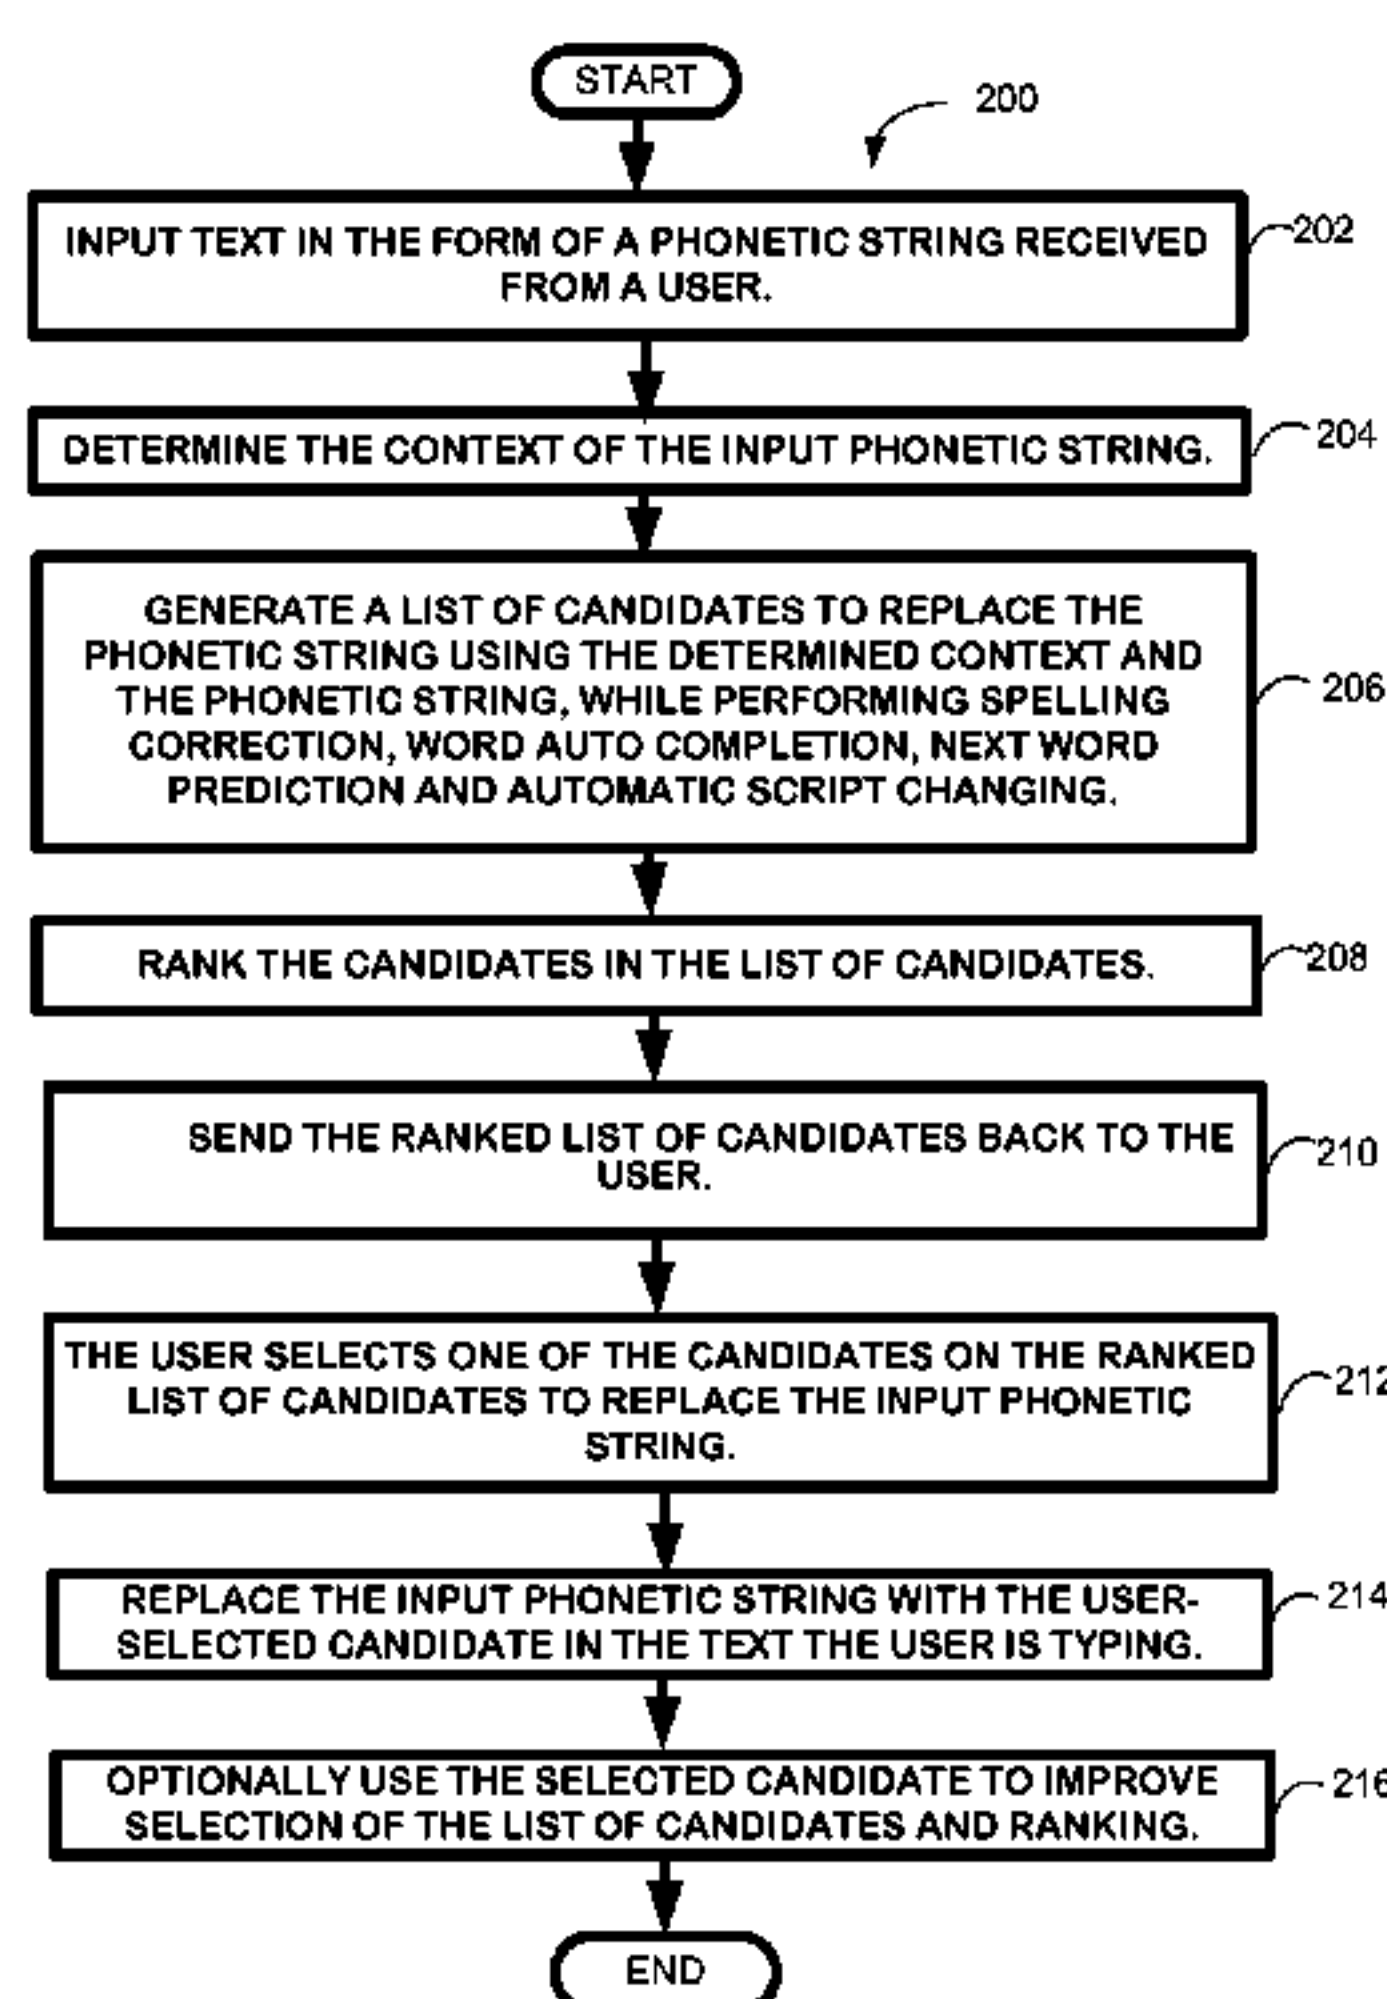 START
200
INPUT TEXT IN THE FORM OF A PHONETIC STRING RECEIVED
FROM A USER.
202
DETERMINE THE CONTEXT OF THE INPUT PHONETIC STRING.
204
GENERATE A LIST OF CANDIDATES TO REPLACE THE
PHONETIC STRING USING THE DETERMINED CONTEXT AND
THE PHONETIC STRING, WHILE PERFORMING SPELLING
CORRECTION, WORD AUTO COMPLETION, NEXT WORD
PREDICTION AND AUTOMATIC SCRIPT CHANGING.
206
RANK THE CANDIDATES IN THE LIST OF CANDIDATES.
208
SEND THE RANKED LIST OF CANDIDATES BACK TO THE
USER.
210
THE USER SELECTS ONE OF THE CANDIDATES ON THE RANKED
LIST OF CANDIDATES TO REPLACE THE INPUT PHONETIC
STRING.
212
REPLACE THE INPUT PHONETIC STRING WITH THE USER-
SELECTED CANDIDATE IN THE TEXT THE USER IS TYPING.
214
OPTIONALLY USE THE SELECTED CANDIDATE TO IMPROVE
SELECTION OF THE LIST OF CANDIDATES AND RANKING.
216
END